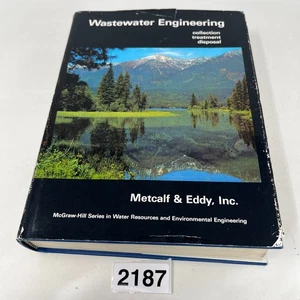 Wastewater Engineering
collection
treatment
disposal
Metcalf & Eddy, Inc.
McGraw-Hill Series in Water Resources and Environmental Engineering
2187